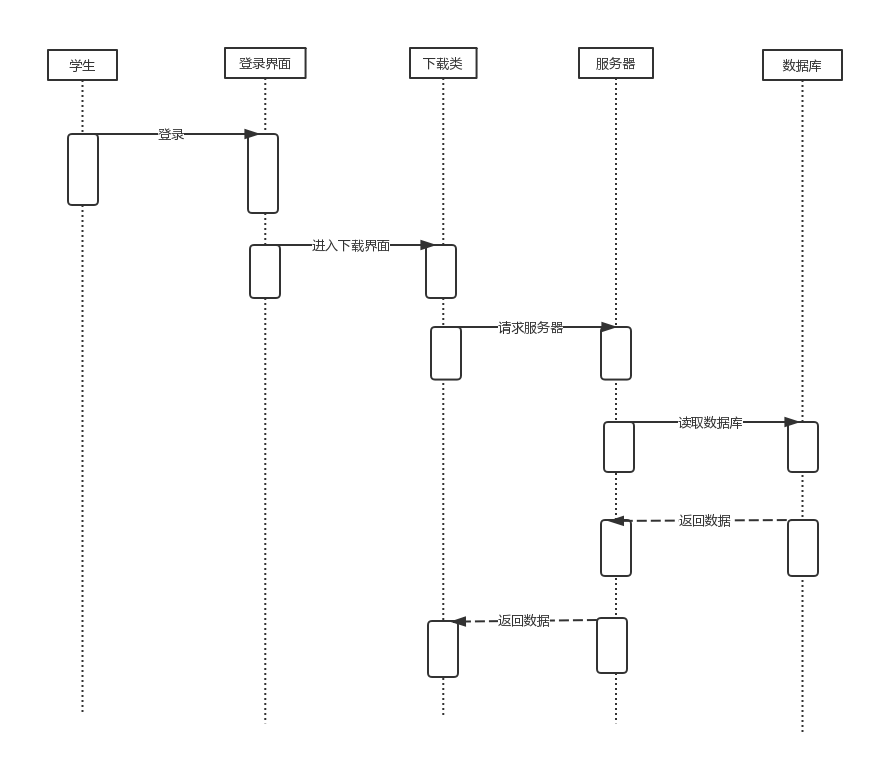 学生
登录界面
下载类
服务器
数据库
登录
进入下载界面
请求服务器
读取数据库
返回数据
返回数据